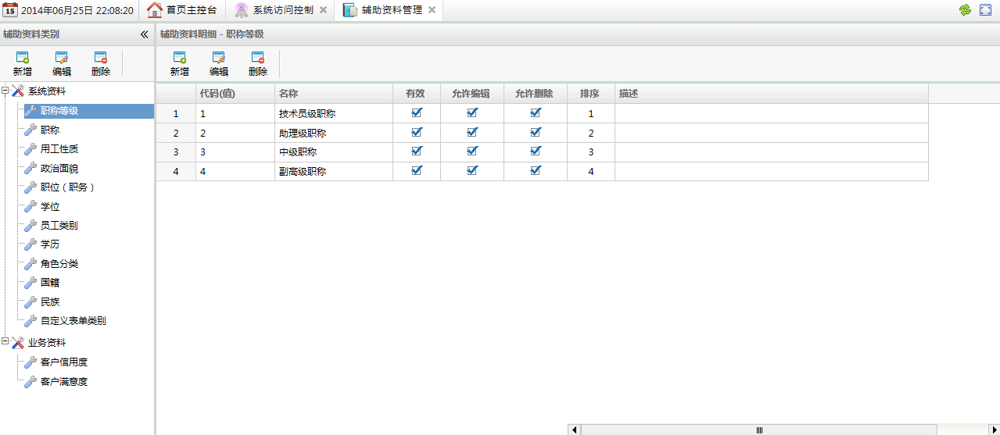 15 2014年06月25日 22:08:20 首页主控台 系统访问控制 辅助资料管理
辅助资料类别
新增 编辑 删除
系统资料
职称等级
职称
用工性质
政治面貌
职位（职务）
学位
员工类别
学历
角色分类
国籍
民族
自定义表单类别
业务资料
客户信用度
客户满意度
辅助资料明细 - 职称等级
新增 编辑 删除
代码(值) 名称 有效 允许编辑 允许删除 排序 描述
1 1 技术员级职称 1
2 2 助理级职称 2
3 3 中级职称 3
4 4 副高级职称 4